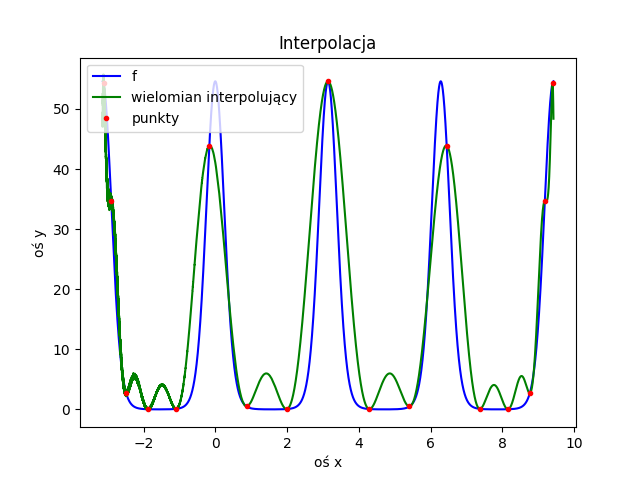 Interpolacja
f
wielomian interpolujący
punkty
50
40
30
20
10
0
oś y
−2
0
2
4
6
8
10
oś x